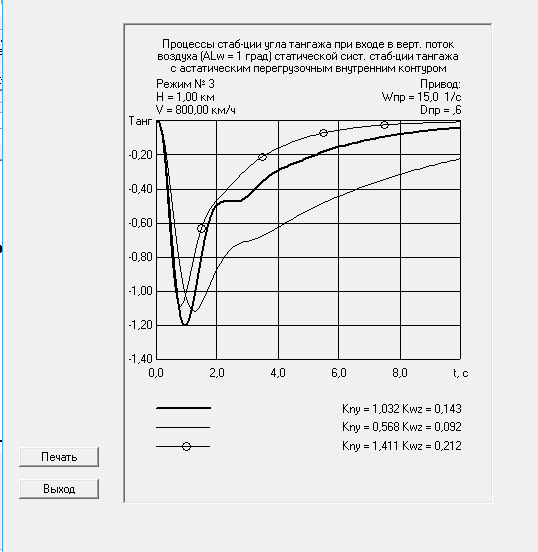 Процессы стаб-ции угла тангажа при входе в верт. поток
воздуха (ALw = 1 град) статической сист. стаб-ции тангажа
с астатическим перегрузочным внутренним контуром
Режим № 3 Привод:
H = 1,00 км Wпр = 15,0 1/с
V = 800,00 км/ч Dпр = ,6
Танг
-0,20
-0,40
-0,60
-0,80
-1,00
-1,20
-1,40
0,0 2,0 4,0 6,0 8,0 t, с
Kny = 1,032 Kwz = 0,143
Kny = 0,568 Kwz = 0,092
Kny = 1,411 Kwz = 0,212
Печать
Выход